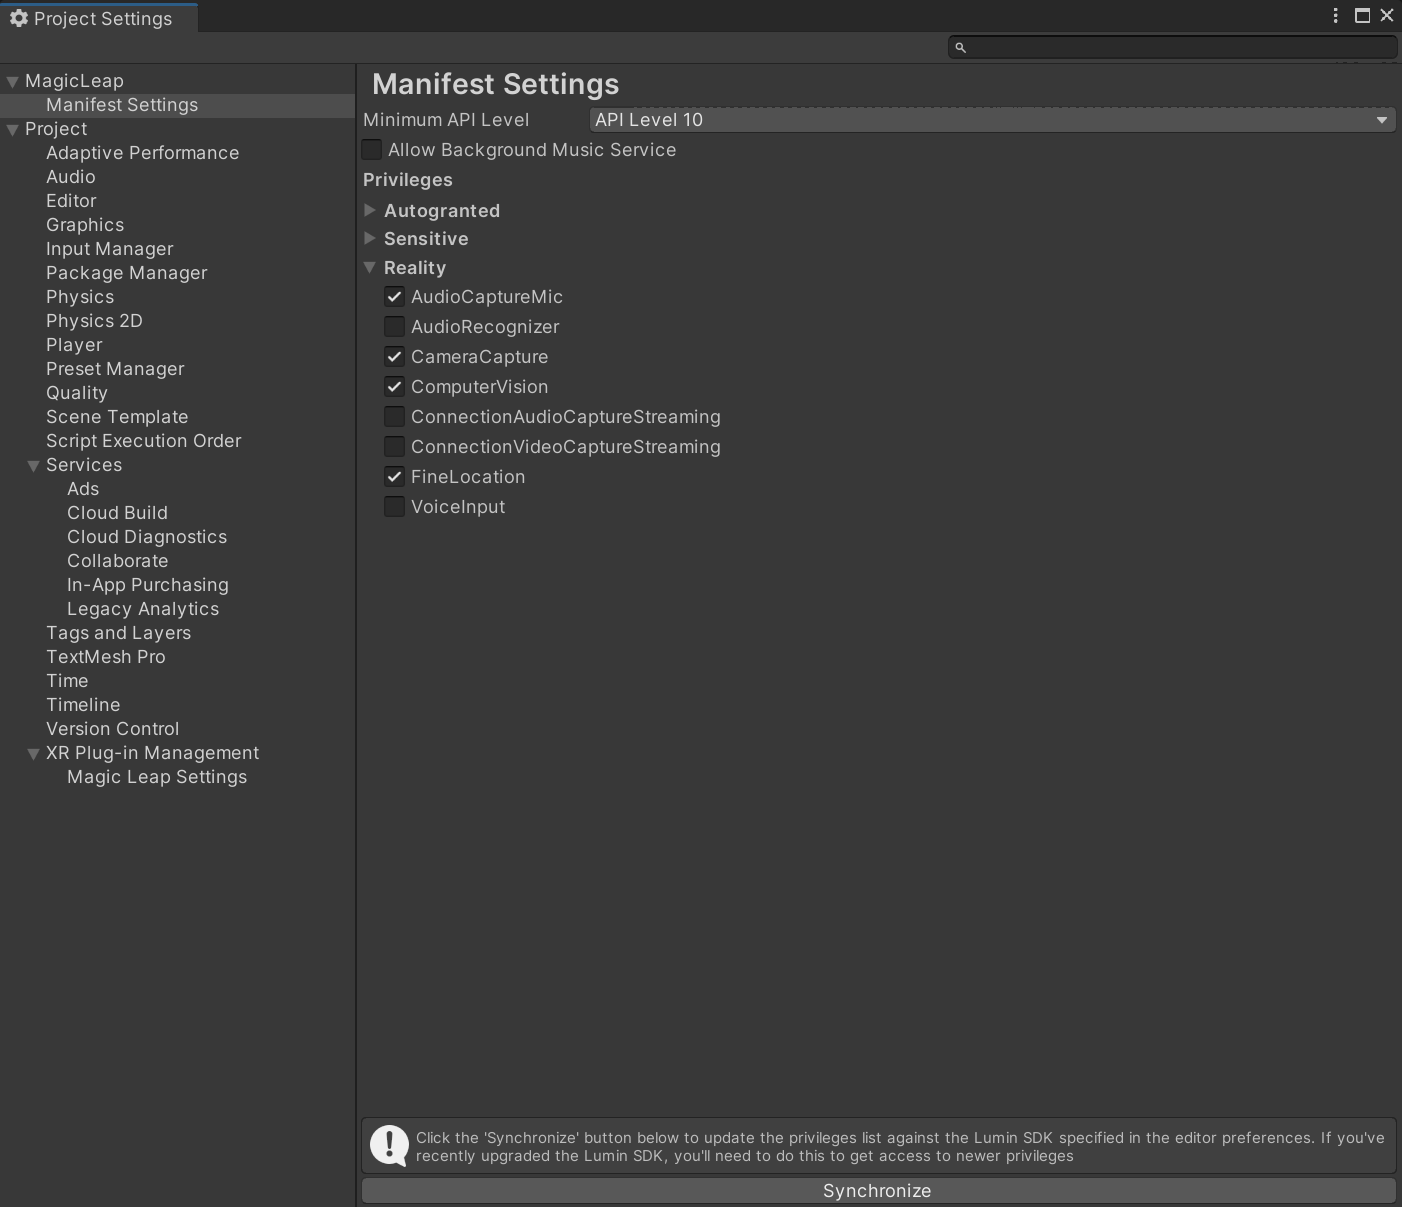 Project Settings
MagicLeap
Manifest Settings
Project
Adaptive Performance
Audio
Editor
Graphics
Input Manager
Package Manager
Physics
Physics 2D
Player
Preset Manager
Quality
Scene Template
Script Execution Order
Services
Ads
Cloud Build
Cloud Diagnostics
Collaborate
In-App Purchasing
Legacy Analytics
Tags and Layers
TextMesh Pro
Time
Timeline
Version Control
XR Plug-in Management
Magic Leap Settings
Manifest Settings
Minimum API Level API Level 10
Allow Background Music Service
Privileges
Autogranted
Sensitive
Reality
AudioCaptureMic
AudioRecognizer
CameraCapture
ComputerVision
ConnectionAudioCaptureStreaming
ConnectionVideoCaptureStreaming
FineLocation
VoiceInput
Click the 'Synchronize' button below to update the privileges list against the Lumin SDK specified in the editor preferences. If you've
recently upgraded the Lumin SDK, you'll need to do this to get access to newer privileges
Synchronize